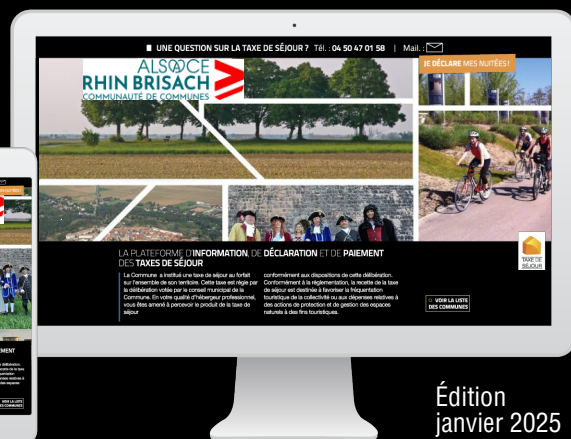 UNE QUESTION SUR LA TAXE DE SÉJOUR ? Tél. : 04 50 47 01 58 | Mail. :
JE DÉCLARE MES NUITÉES !
ALSACE
RHIN BRISACH
COMMUNAUTÉ DE COMMUNES
LA PLATEFORME D'INFORMATION, DE DÉCLARATION ET DE PAIEMENT
DES TAXES DE SÉJOUR
La Commune a institué une taxe de séjour au forfait
sur l'ensemble de son territoire. Cette taxe est régie par
la délibération votée par le conseil municipal de la
Commune. En votre qualité d'hébergeur professionnel,
vous êtes amené à percevoir le produit de la taxe de
séjour
conformément aux dispositions de cette délibération.
Conformément à la réglementation, la recette de la taxe
de séjour est destinée à favoriser la fréquentation
touristique de la collectivité ou aux dépenses relatives à
des actions de protection et de gestion des espaces
naturels à des fins touristiques.
TAXE DE
SÉJOUR
VOIR LA LISTE
DES COMMUNES
Édition
janvier 2025